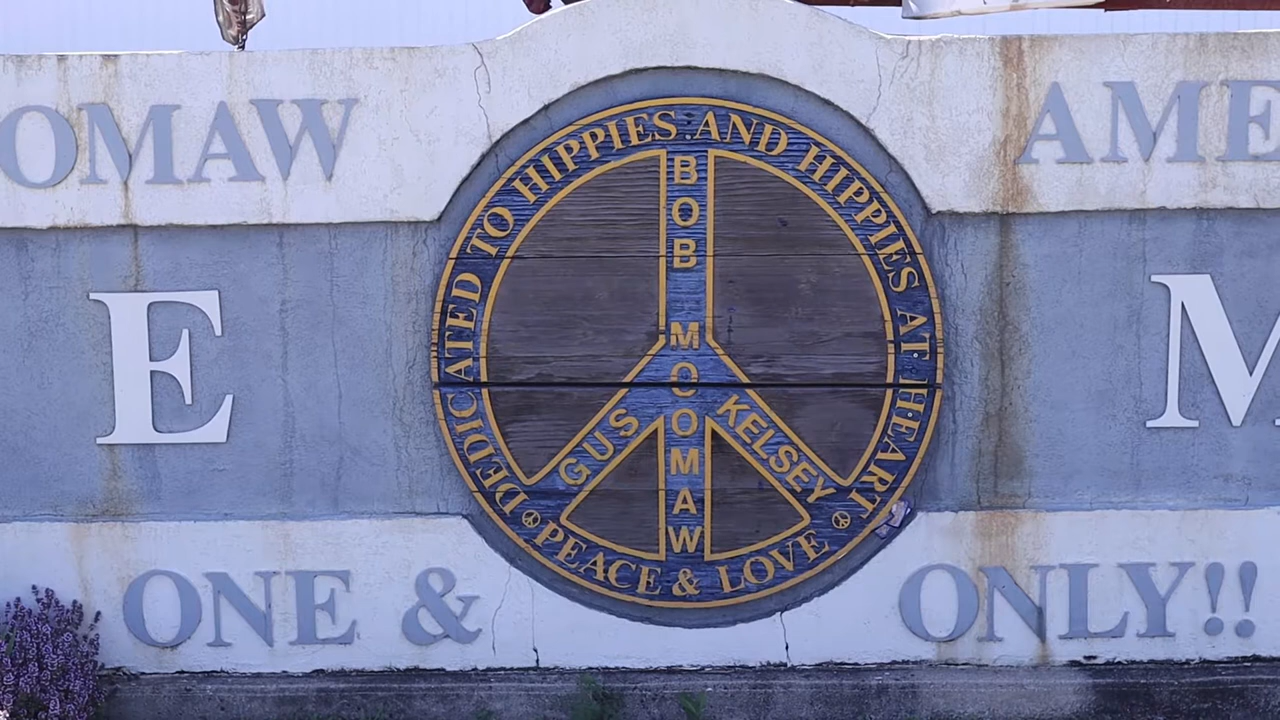 OMAW AME
DEDICATED TO HIPPIES AND HIPPIES AT HEART
BOB MOOMAW
GUS
KELSEY
E M
PEACE & LOVE
ONE & ONLY!!